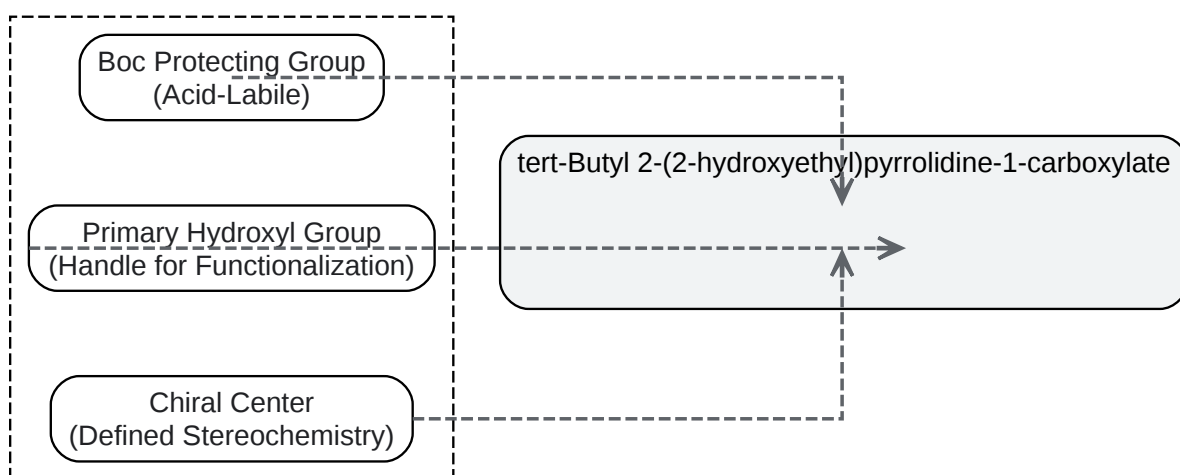 Boc Protecting Group
(Acid-Labile)
tert-Butyl 2-(2-hydroxyethyl)pyrrolidine-1-carboxylate
Primary Hydroxyl Group
(Handle for Functionalization)
Chiral Center
(Defined Stereochemistry)